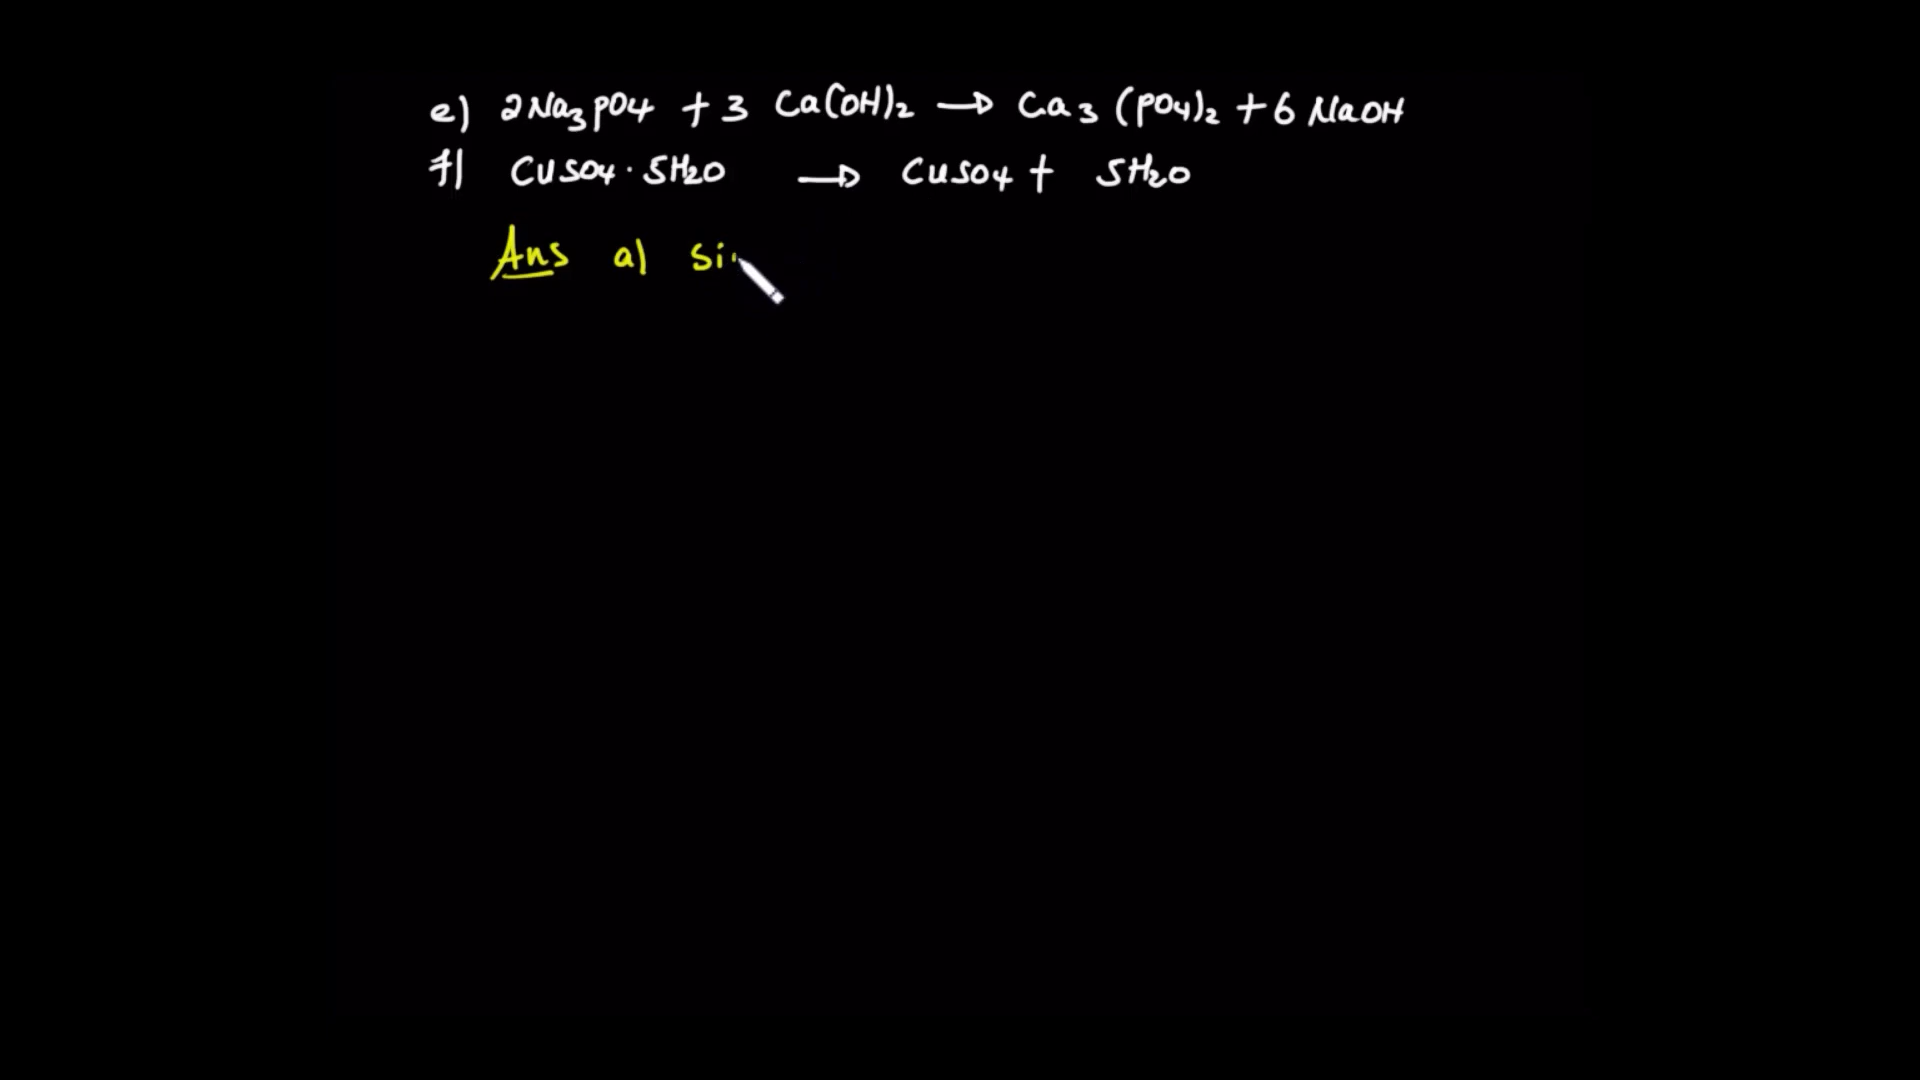 e) 2Na3PO4 + 3 Ca(OH)2 → Ca3 (PO4)2 + 6 NaOH
f) CuSO4 · 5H2O → CuSO4 + 5H2O
Ans a) Si